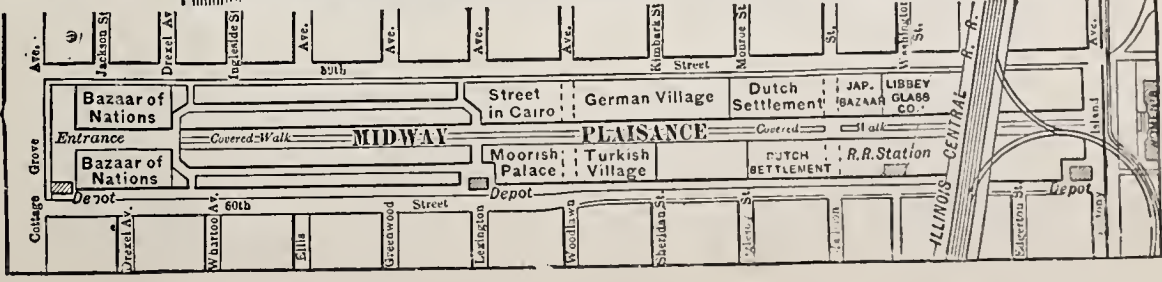 Ave.
Jackson St
Drexel Av
Ingleside St
Ave.
Ave.
Ave.
Ave.
Kimbark St
Monroe St.
St.
Washington St.
ILLINOIS CENTRAL R. R.
Ave.
59th Street
Bazaar of
Nations
Street
in Cairo
German Village
Dutch
Settlement
JAP.
BAZAAR
LIBBEY
GLASS
CO.
Entrance
Covered Walk
MIDWAY PLAISANCE
Covered Walk
Island
Cottage Grove
Bazaar of
Nations
Moorish
Palace
Turkish
Village
DUTCH
SETTLEMENT
R.R. Station
Depot
Depot
Depot
60th Street
Drexel Av.
Wharton Av.
Ellis
Greenwood
Lexington
Woodlawn
Sheridan St.
St.
Edgerton St.